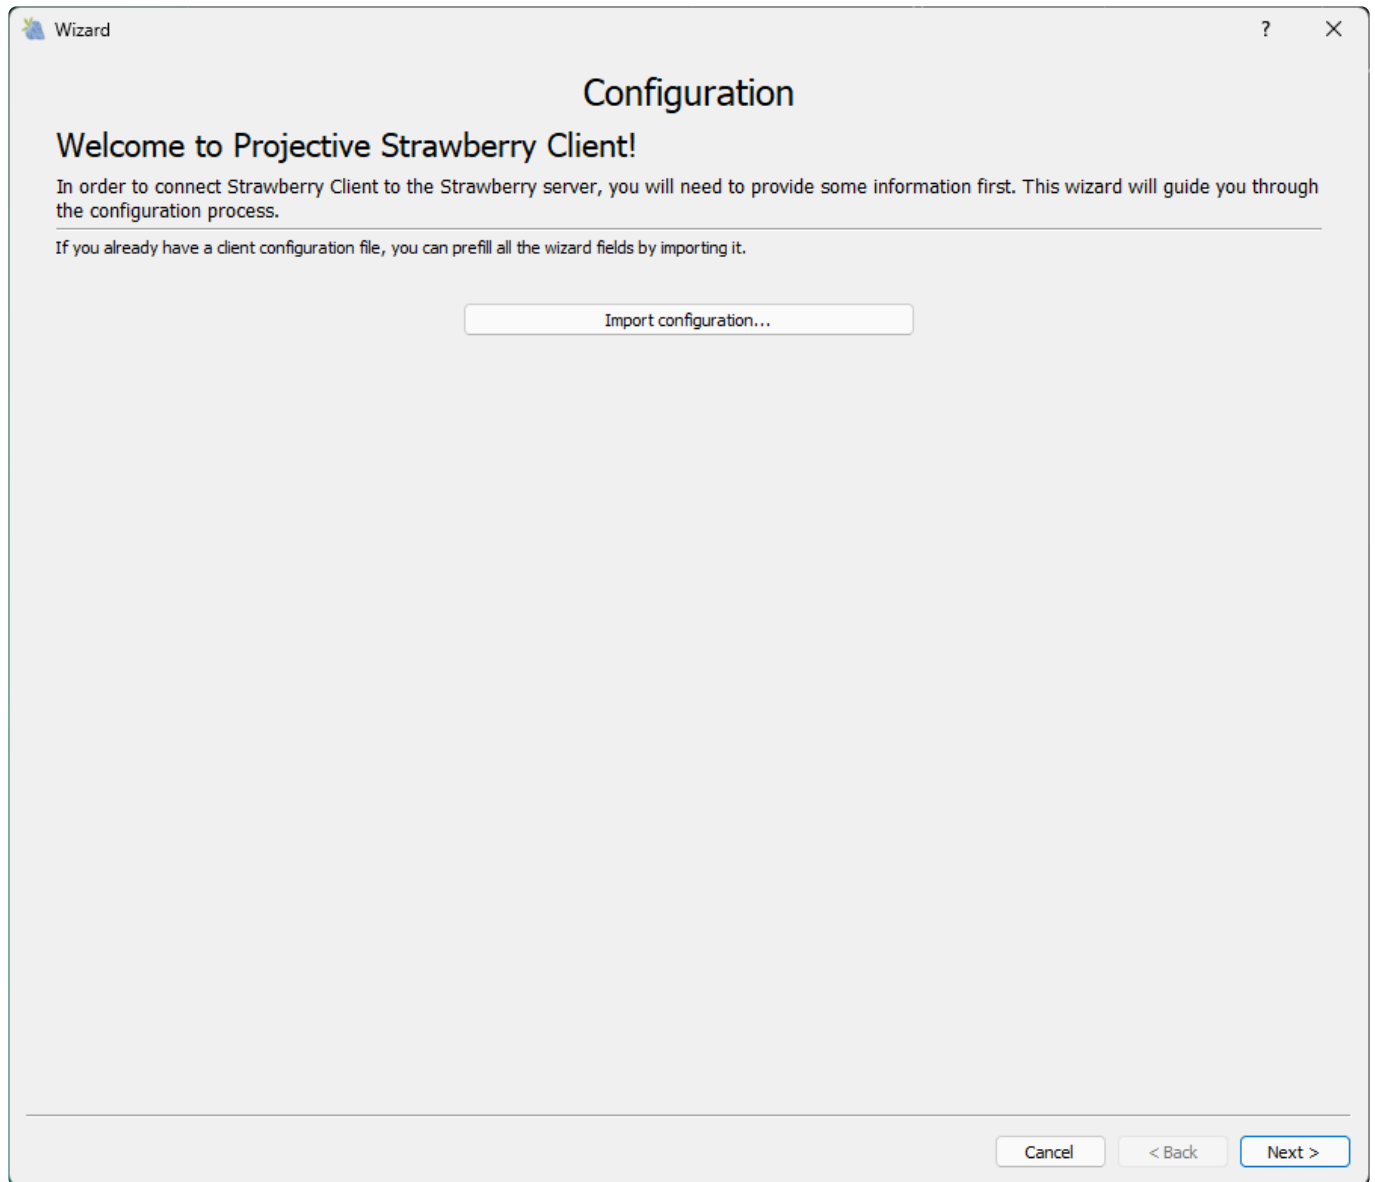 Wizard
?
Configuration
Welcome to Projective Strawberry Client!
In order to connect Strawberry Client to the Strawberry server, you will need to provide some information first. This wizard will guide you through
the configuration process.
If you already have a client configuration file, you can prefill all the wizard fields by importing it.
Import configuration...
Cancel
< Back
Next >